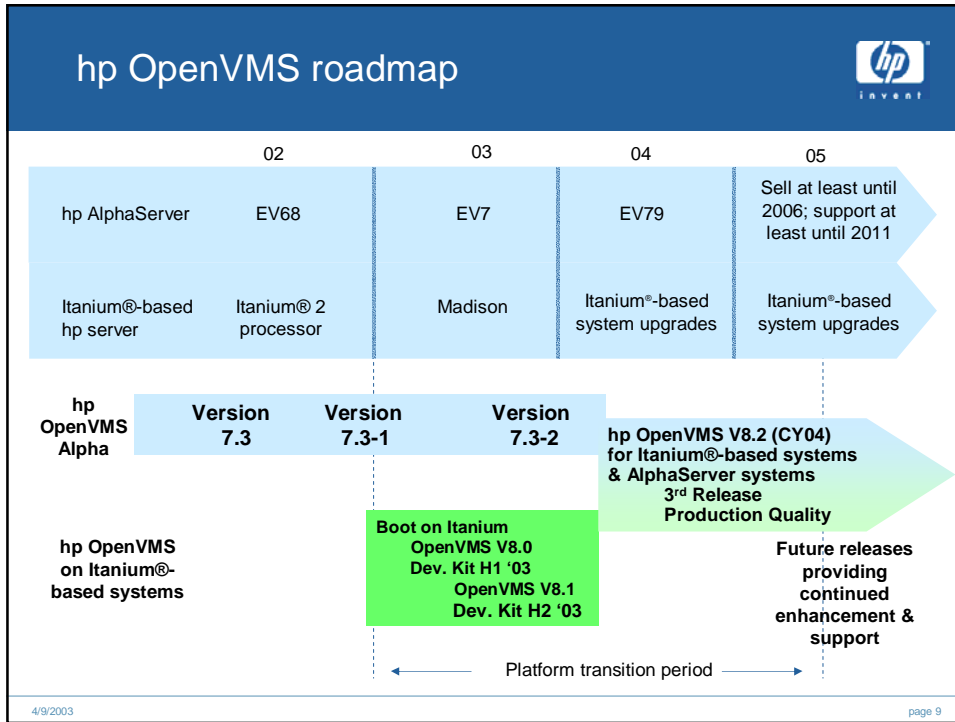 hp OpenVMS roadmap
hp
invent
02
03
04
05
hp AlphaServer
EV68
EV7
EV79
Sell at least until
2006; support at
least until 2011
Itanium®-based
hp server
Itanium® 2
processor
Madison
Itanium®-based
system upgrades
Itanium®-based
system upgrades
hp
OpenVMS
Alpha
Version
7.3
Version
7.3-1
Version
7.3-2
hp OpenVMS V8.2 (CY04)
for Itanium®-based systems
& AlphaServer systems
3rd Release
Production Quality
hp OpenVMS
on Itanium®-
based systems
Boot on Itanium
OpenVMS V8.0
Dev. Kit H1 ‘03
OpenVMS V8.1
Dev. Kit H2 ‘03
Future releases
providing
continued
enhancement &
support
Platform transition period
4/9/2003
page 9